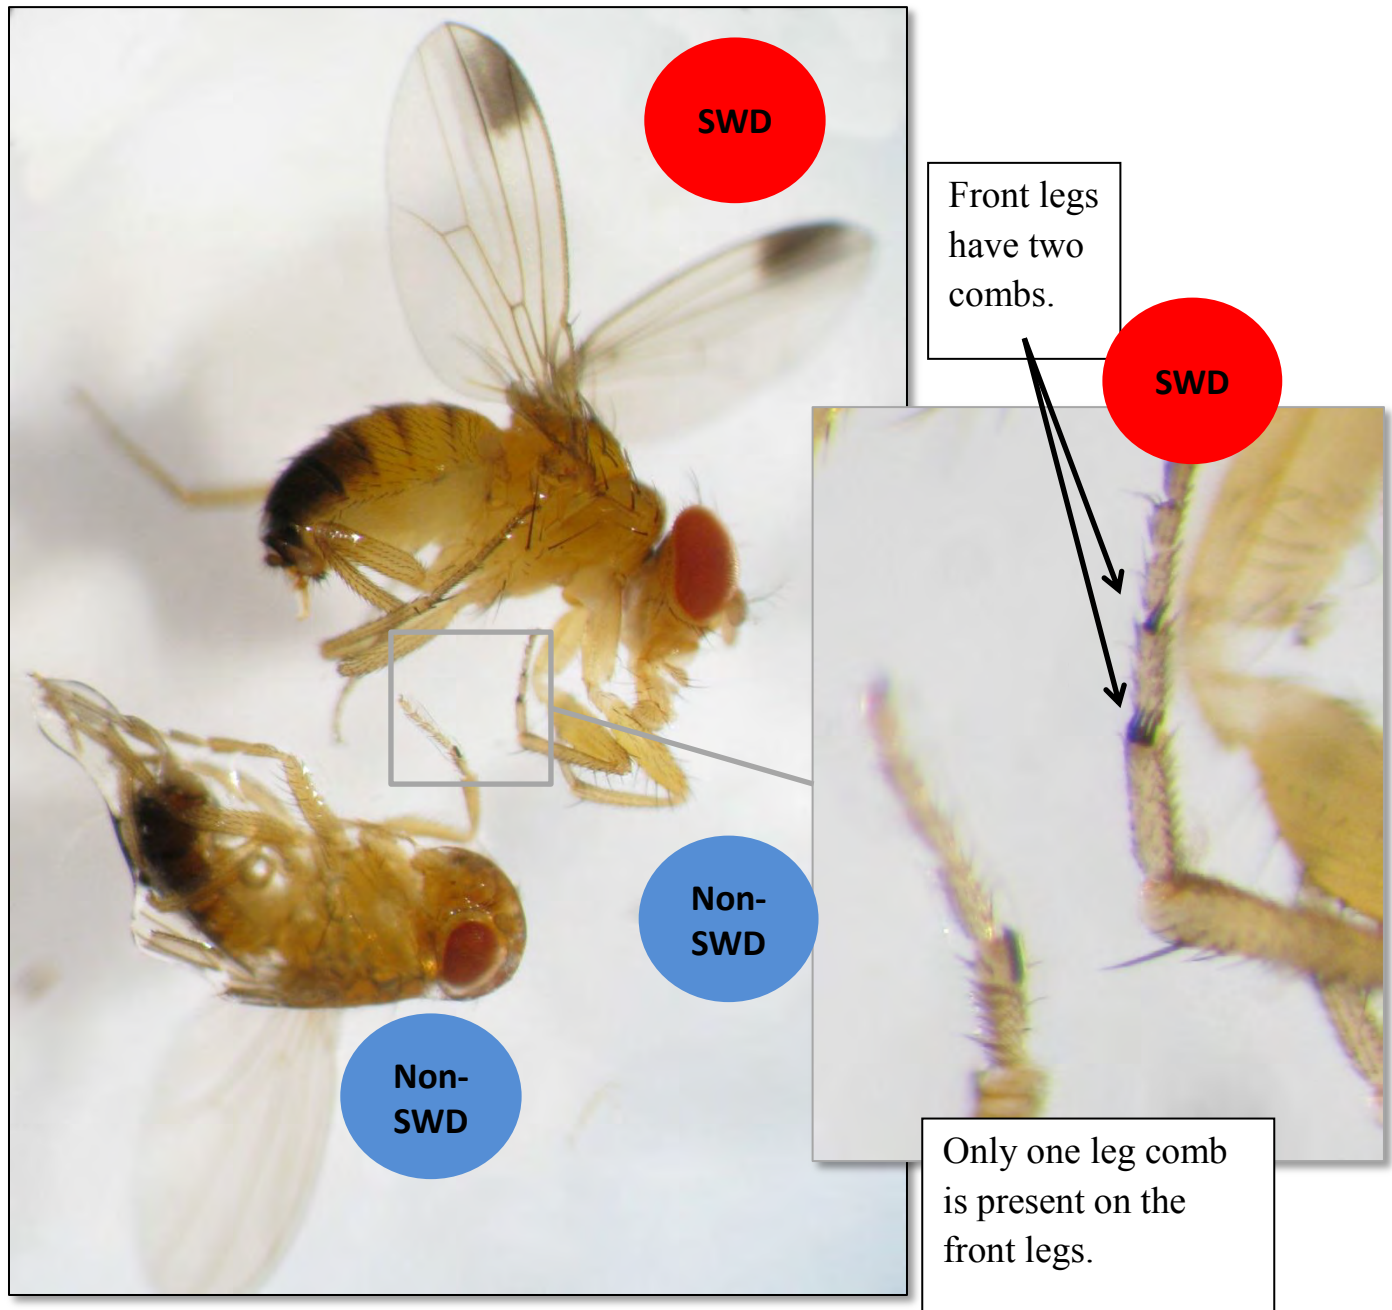 SWD
Front legs
have two
combs.
SWD
Non-
SWD
Non-
SWD
Only one leg comb
is present on the
front legs.